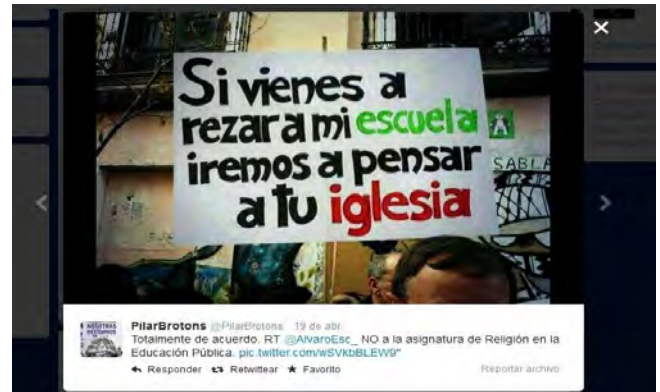 Si vienes a
rezar a mi escuela
iremos a pensar
a tu iglesia
SABLA
PilarBrotons @PilarBrotons 19 de abr.
Totalmente de acuerdo. RT @AlvaroEsc_ NO a la asignatura de Religión en la
Educación Pública. pic.twitter.com/wSVkbBLEW9"
Responder Retwittear Favorito Reportar archivo